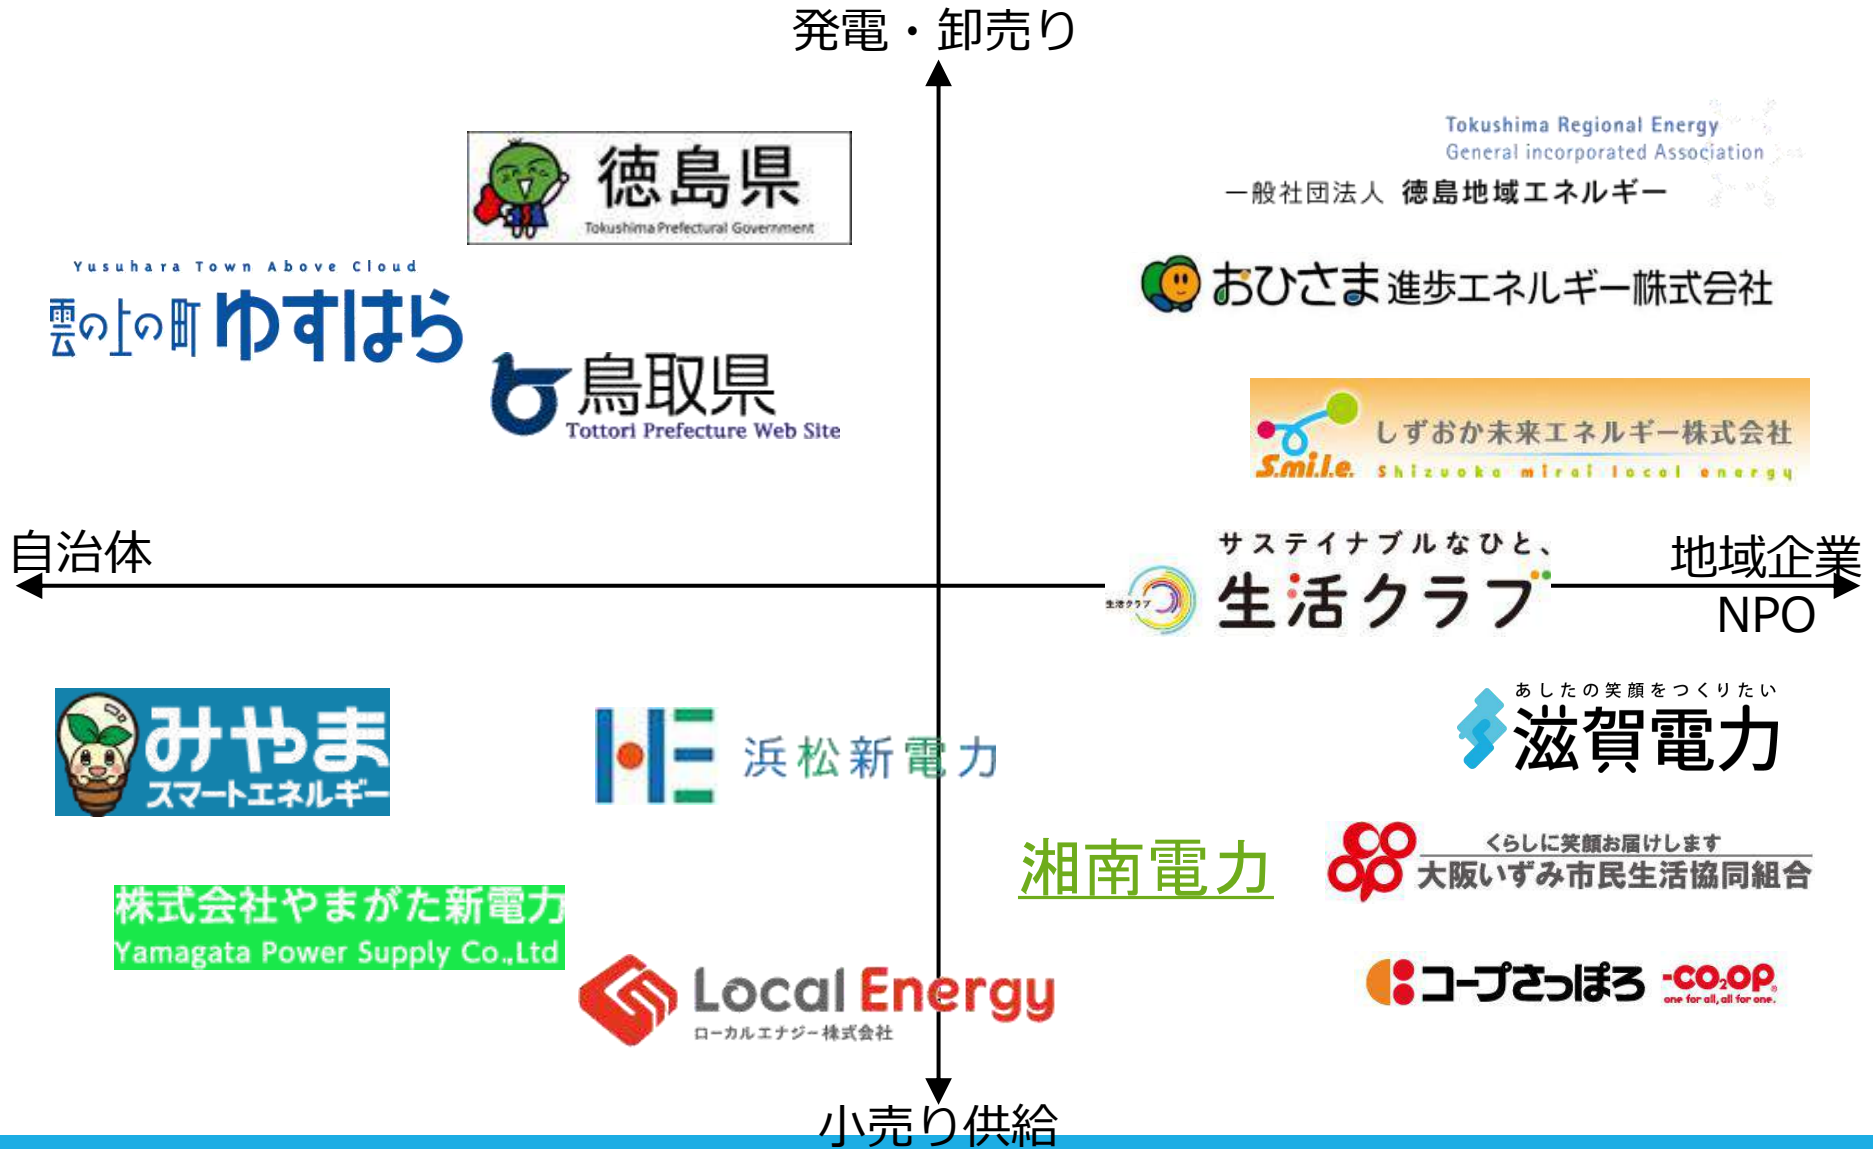 発電・卸売り
徳島県
Tokushima Prefectural Government
Tokushima Regional Energy
General incorporated Association
一般社団法人 徳島地域エネルギー
Yusuhara Town Above Cloud
雲の上の町 ゆすはら
おひさま進歩エネルギー株式会社
鳥取県
Tottori Prefecture Web Site
しずおか未来エネルギー株式会社
S.mi.l.e. Shizuoka mirai local energy
自治体
地域企業
NPO
サステイナブルなひと、
生活クラブ 生活クラブ
みやま
スマートエネルギー
浜松新電力
あしたの笑顔をつくりたい
滋賀電力
湘南電力
くらしに笑顔お届けします
大阪いずみ市民生活協同組合
株式会社やまがた新電力
Yamagata Power Supply Co.,Ltd
Local Energy
ローカルエナジー株式会社
コープさっぽろ -CO₂OP
one for all, all for one.
小売り供給